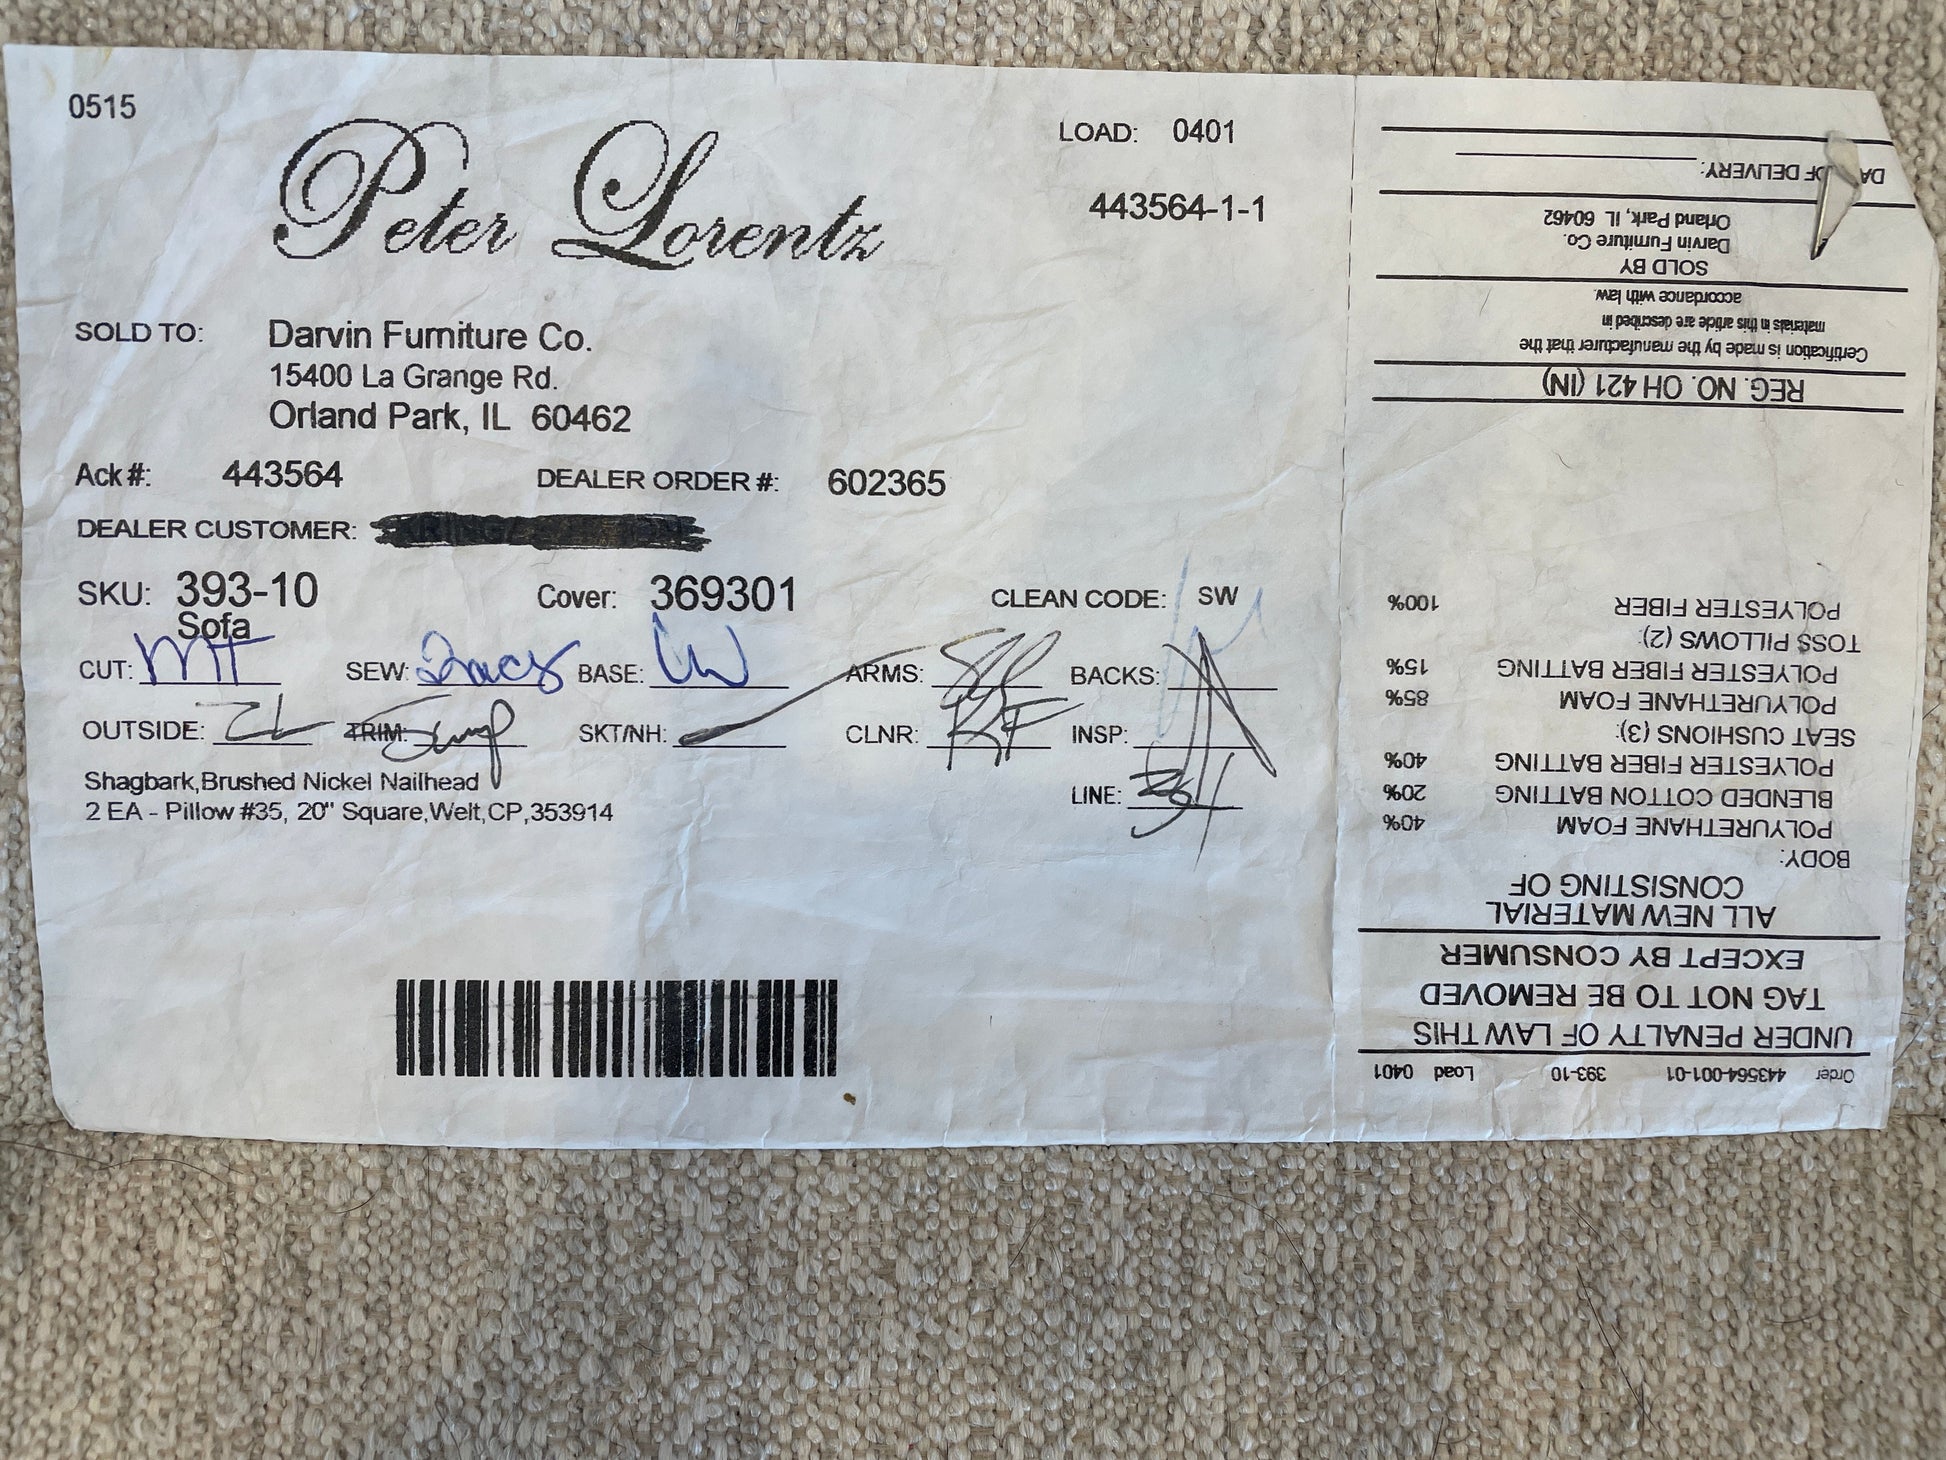 0515
Peter Lorentz
LOAD: 0401
443564-1-1
SOLD TO: Darvin Furniture Co.
15400 La Grange Rd.
Orland Park, IL 60462
Ack #: 443564 DEALER ORDER #: 602365
DEALER CUSTOMER:
SKU: 393-10 Cover: 369301 CLEAN CODE: SW
Sofa
CUT: MT SEW: BASE: ARMS: BACKS:
OUTSIDE: TRIM: SKT/NH: CLNR: INSP:
LINE:
Shagbark,Brushed Nickel Nailhead
2 EA - Pillow #35, 20" Square,Welt,CP,353914
Order 443564-001-01 393-10 Load 0401
UNDER PENALTY OF LAW THIS
TAG NOT TO BE REMOVED
EXCEPT BY CONSUMER
ALL NEW MATERIAL
CONSISTING OF
BODY:
POLYURETHANE FOAM 40%
BLENDED COTTON BATTING 20%
POLYESTER FIBER BATTING 40%
SEAT CUSHIONS (3):
POLYURETHANE FOAM 85%
POLYESTER FIBER BATTING 15%
TOSS PILLOWS (2):
POLYESTER FIBER 100%
REG. NO. OH 421 (IN)
Certification is made by the manufacturer that the
materials in this article are described in
accordance with law.
SOLD BY
Darvin Furniture Co.
Orland Park, IL 60462
OF DELIVERY: